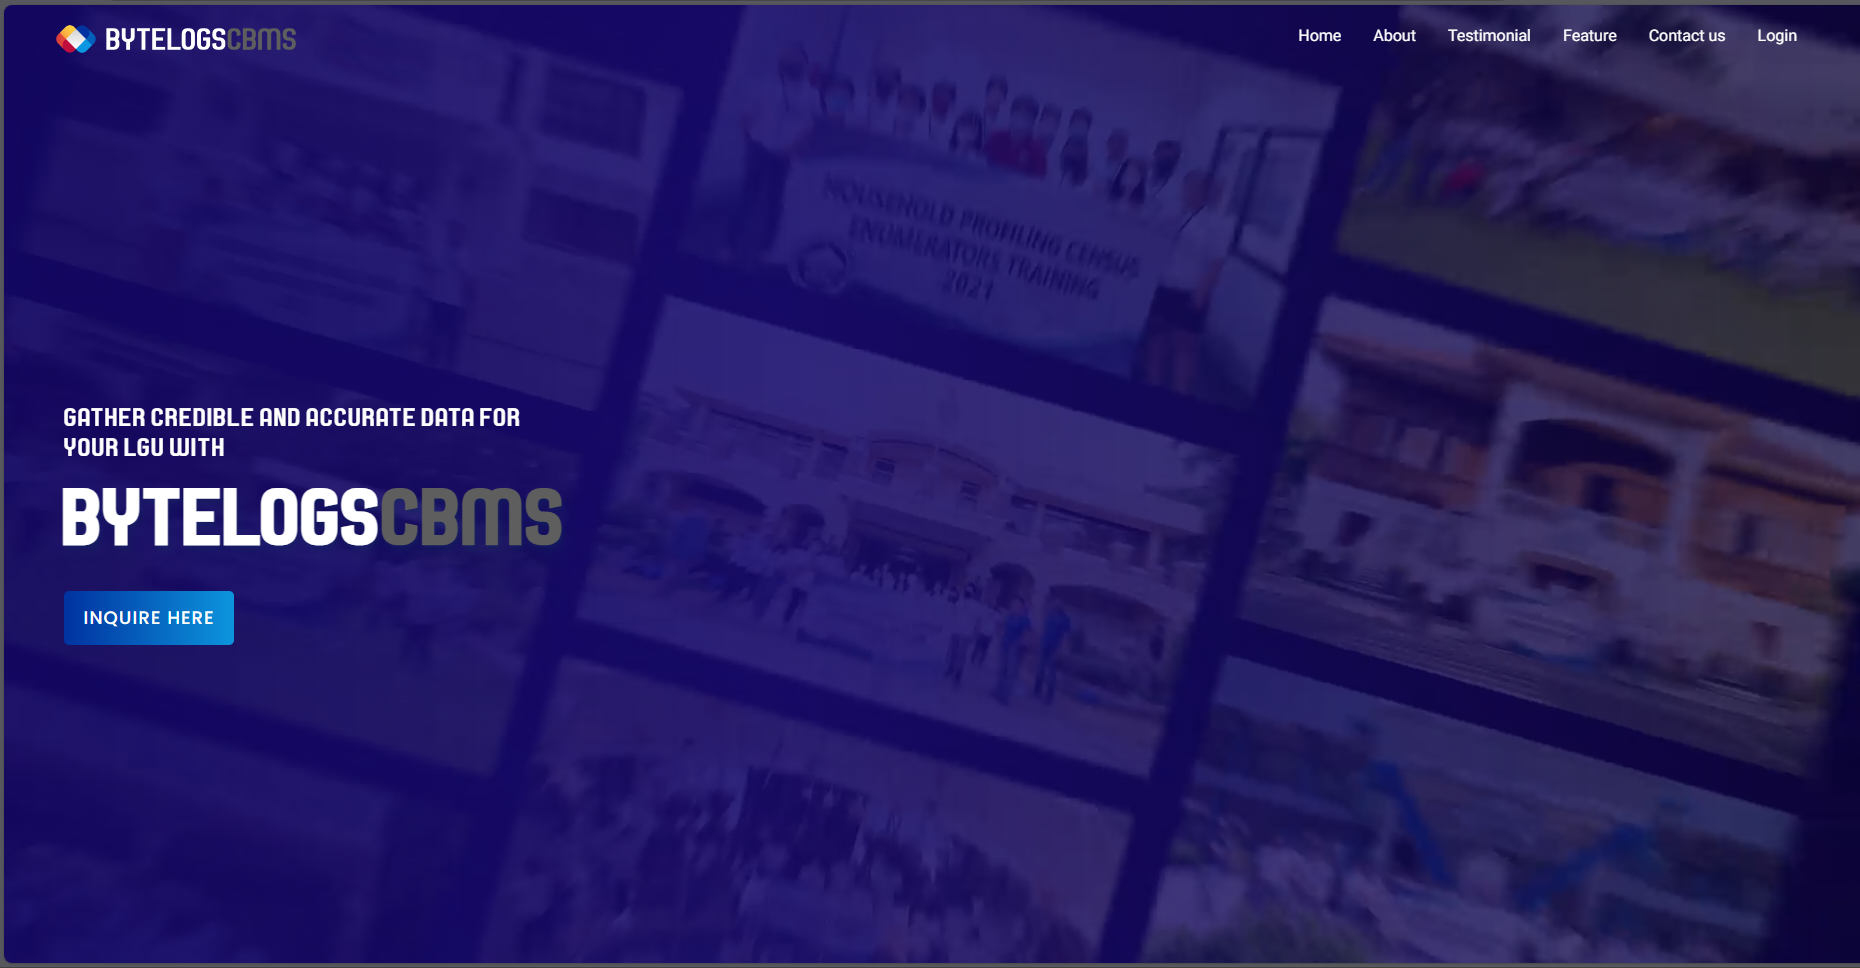 BYTELOGSCBMS
Home About Testimonial Feature Contact us Login
HOUSEHOLD PROFILING CENSUS
ENUMERATORS TRAINING
2021
GATHER CREDIBLE AND ACCURATE DATA FOR
YOUR LGU WITH
BYTELOGSCBMS
INQUIRE HERE